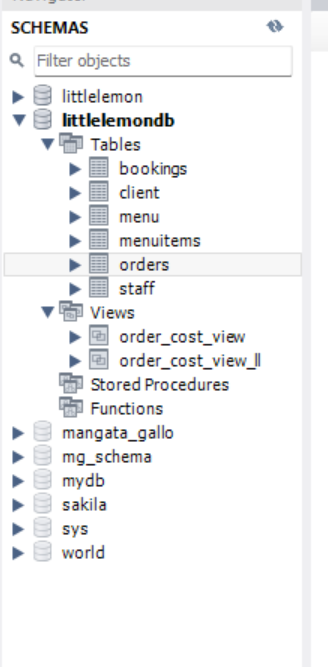 SCHEMAS
Filter objects
littlelemon
littlelemondb
Tables
bookings
client
menu
menuitems
orders
staff
Views
order_cost_view
order_cost_view_ll
Stored Procedures
Functions
mangata_gallo
mg_schema
mydb
sakila
sys
world